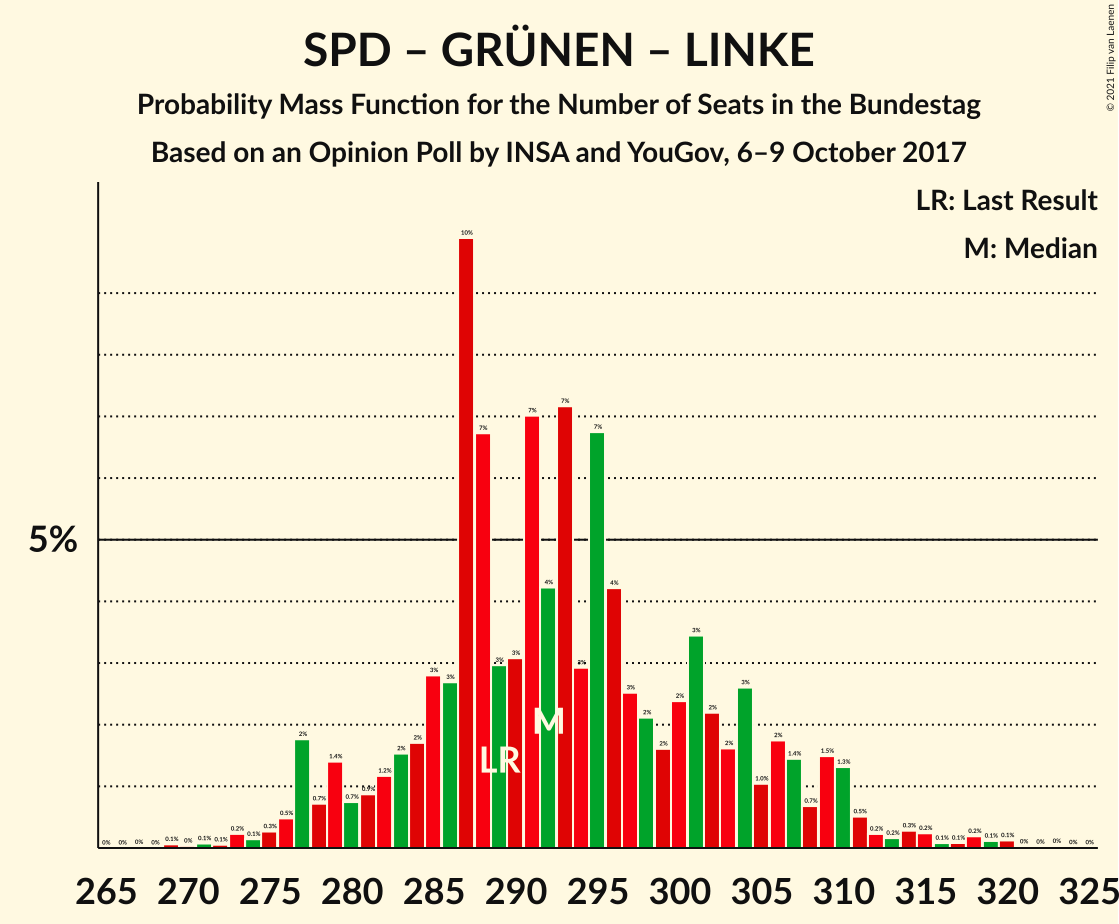 SPD – GRÜNEN – LINKE
Probability Mass Function for the Number of Seats in the Bundestag
Based on an Opinion Poll by INSA and YouGov, 6–9 October 2017
© 2021 Filip van Laenen
LR: Last Result
M: Median
5%
0% 0% 0% 0% 0.1% 0% 0.1% 0.1% 0.2% 0.1% 0.3% 0.5% 2% 0.7% 1.4% 0.7% 0.9% 1.2% 2% 2% 3% 3% 10% 7% 3% 3% 7% 4% 7% 3% 7% 4% 3% 2% 2% 2% 3% 2% 2% 3% 1.0% 2% 1.4% 0.7% 1.5% 1.3% 0.5% 0.2% 0.2% 0.3% 0.2% 0.1% 0.1% 0.2% 0.1% 0.1% 0% 0% 0% 0% 0%
M
LR
265 270 275 280 285 290 295 300 305 310 315 320 325